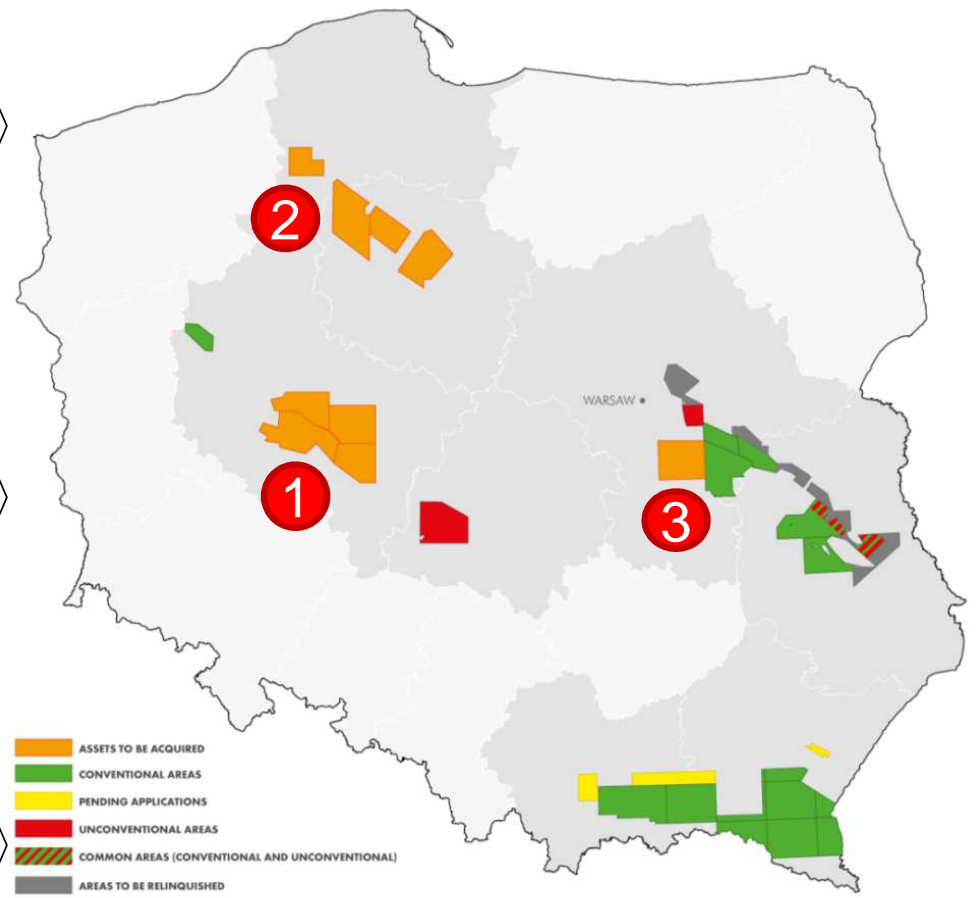 2
WARSAW
1
3
ASSETS TO BE ACQUIRED
CONVENTIONAL AREAS
PENDING APPLICATIONS
UNCONVENTIONAL AREAS
COMMON AREAS (CONVENTIONAL AND UNCONVENTIONAL)
AREAS TO BE RELINQUISHED